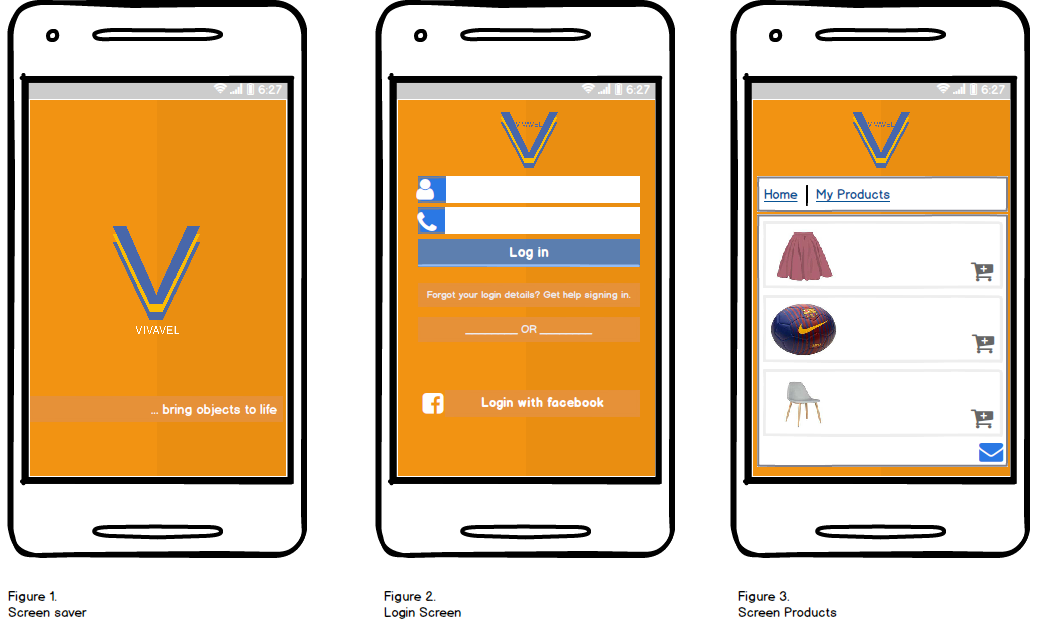 6:27
VIVAVEL
... bring objects to life
Figure 1.
Screen saver
6:27
VIVAVEL
Log in
Forgot your login details? Get help signing in.
OR
Login with facebook
Figure 2.
Login Screen
6:27
VIVAVEL
Home | My Products
Figure 3.
Screen Products